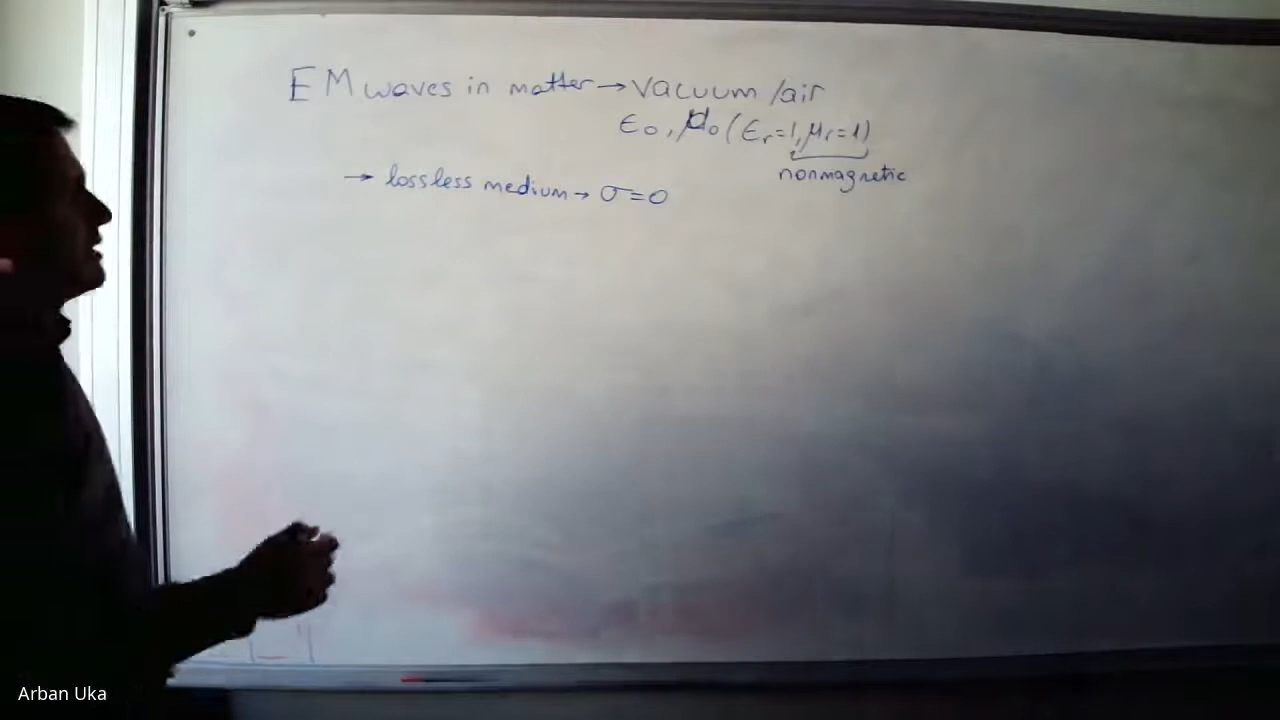 EM waves in matter → vacuum /air
ϵ₀, μ₀ (ϵᵣ=1, μᵣ=1)
nonmagnetic
→ lossless medium → σ=0
Arban Uka